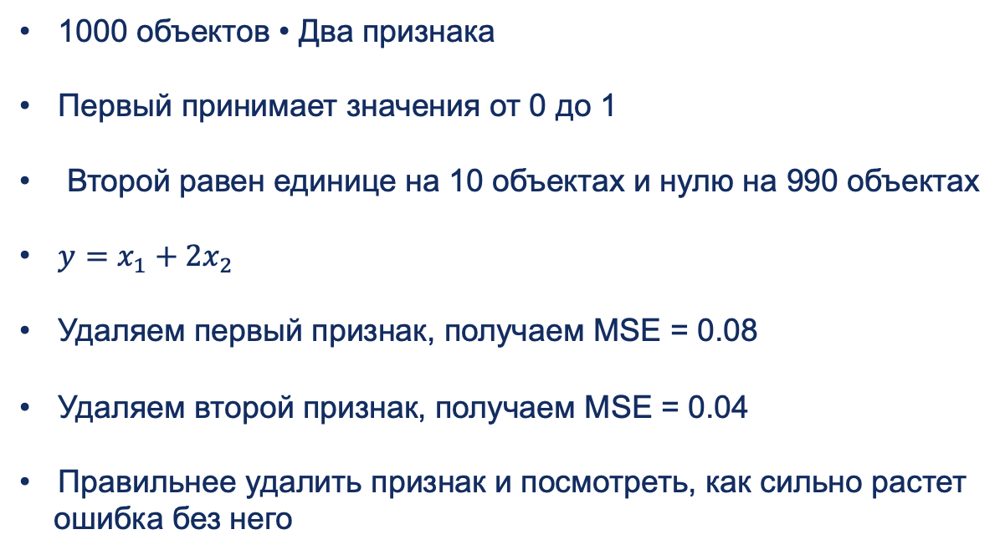 • 1000 объектов • Два признака
• Первый принимает значения от 0 до 1
• Второй равен единице на 10 объектах и нулю на 990 объектах
• y = x₁ + 2x₂
• Удаляем первый признак, получаем MSE = 0.08
• Удаляем второй признак, получаем MSE = 0.04
• Правильнее удалить признак и посмотреть, как сильно растет
ошибка без него